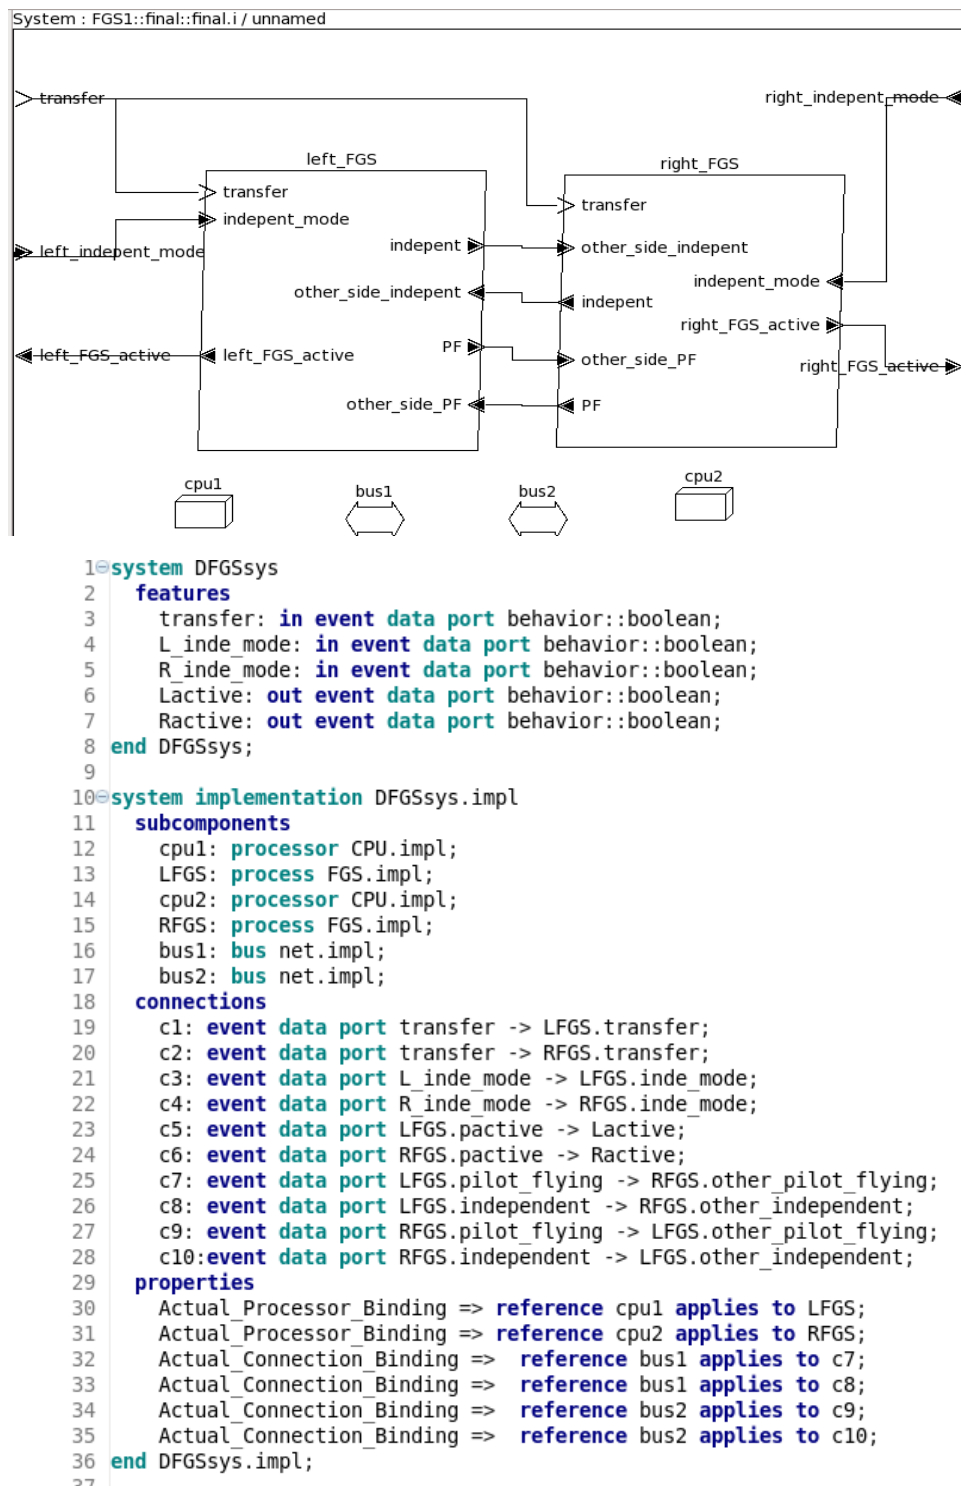 System : FGS1::final::final.i / unnamed
transfer
right_indepent_mode
left_FGS
right_FGS
transfer
transfer
indepent_mode
left_indepent_mode
indepent
other_side_indepent
indepent_mode
other_side_indepent
indepent
right_FGS_active
PF
other_side_PF
left_FGS_active
left_FGS_active
right_FGS_active
other_side_PF
PF
cpu1
bus1
bus2
cpu2
1 system DFGSsys
2 features
3 transfer: in event data port behavior::boolean;
4 L_inde_mode: in event data port behavior::boolean;
5 R_inde_mode: in event data port behavior::boolean;
6 Lactive: out event data port behavior::boolean;
7 Ractive: out event data port behavior::boolean;
8 end DFGSsys;
9
10 system implementation DFGSsys.impl
11 subcomponents
12 cpu1: processor CPU.impl;
13 LFGS: process FGS.impl;
14 cpu2: processor CPU.impl;
15 RFGS: process FGS.impl;
16 bus1: bus net.impl;
17 bus2: bus net.impl;
18 connections
19 c1: event data port transfer -> LFGS.transfer;
20 c2: event data port transfer -> RFGS.transfer;
21 c3: event data port L_inde_mode -> LFGS.inde_mode;
22 c4: event data port R_inde_mode -> RFGS.inde_mode;
23 c5: event data port LFGS.pactive -> Lactive;
24 c6: event data port RFGS.pactive -> Ractive;
25 c7: event data port LFGS.pilot_flying -> RFGS.other_pilot_flying;
26 c8: event data port LFGS.independent -> RFGS.other_independent;
27 c9: event data port RFGS.pilot_flying -> LFGS.other_pilot_flying;
28 c10:event data port RFGS.independent -> LFGS.other_independent;
29 properties
30 Actual_Processor_Binding => reference cpu1 applies to LFGS;
31 Actual_Processor_Binding => reference cpu2 applies to RFGS;
32 Actual_Connection_Binding =>  reference bus1 applies to c7;
33 Actual_Connection_Binding =>  reference bus1 applies to c8;
34 Actual_Connection_Binding =>  reference bus2 applies to c9;
35 Actual_Connection_Binding =>  reference bus2 applies to c10;
36 end DFGSsys.impl;
37